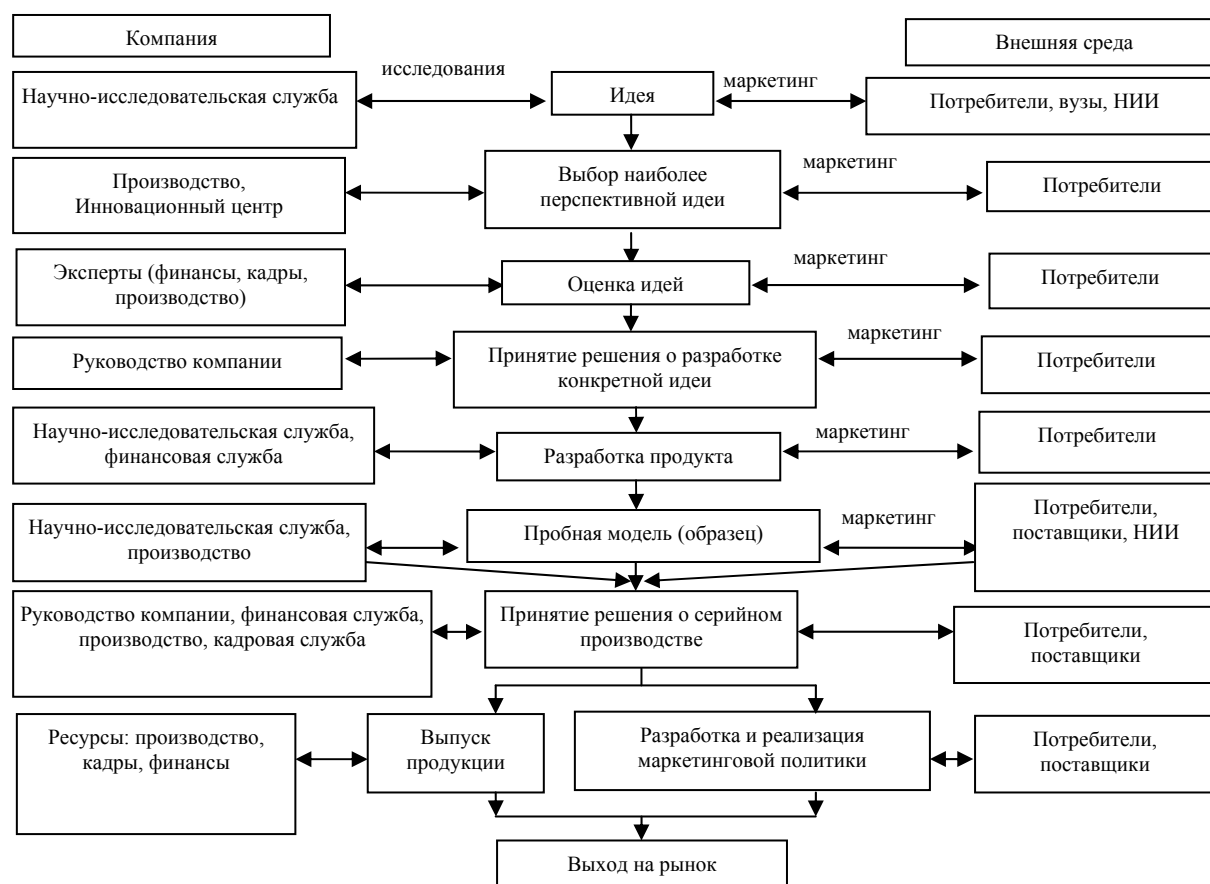 Компания
Внешняя среда
исследования
маркетинг
Научно-исследовательская служба
Идея
Потребители, вузы, НИИ
Производство,
Инновационный центр
Выбор наиболее
перспективной идеи
маркетинг
Потребители
Эксперты (финансы, кадры,
производство)
Оценка идей
маркетинг
Потребители
Руководство компании
Принятие решения о разработке
конкретной идеи
маркетинг
Потребители
Научно-исследовательская служба,
финансовая служба
Разработка продукта
маркетинг
Потребители
Научно-исследовательская служба,
производство
Пробная модель (образец)
маркетинг
Потребители,
поставщики, НИИ
Руководство компании, финансовая служба,
производство, кадровая служба
Принятие решения о серийном
производстве
Потребители,
поставщики
Ресурсы: производство,
кадры, финансы
Выпуск
продукции
Разработка и реализация
маркетинговой политики
Потребители,
поставщики
Выход на рынок